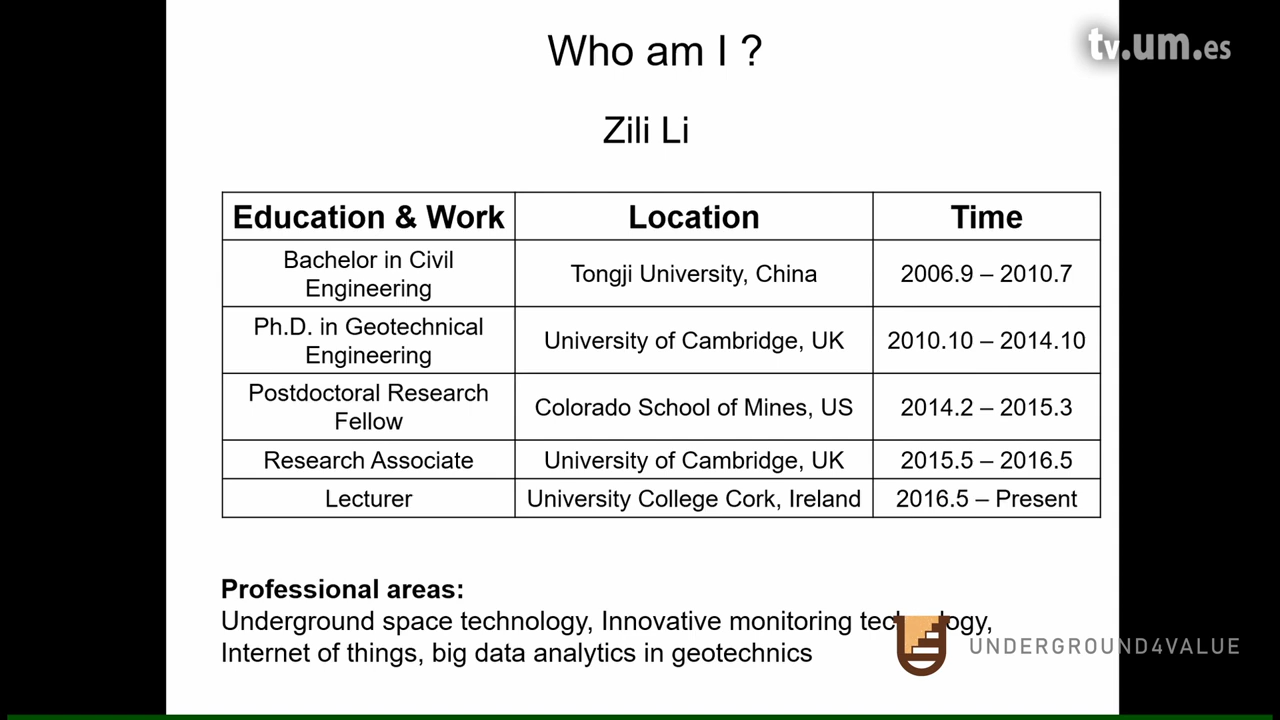 Who am I ?
tv.um.es
Zili Li
Education & Work Location Time
Bachelor in Civil Engineering Tongji University, China 2006.9 – 2010.7
Ph.D. in Geotechnical Engineering University of Cambridge, UK 2010.10 – 2014.10
Postdoctoral Research Fellow Colorado School of Mines, US 2014.2 – 2015.3
Research Associate University of Cambridge, UK 2015.5 – 2016.5
Lecturer University College Cork, Ireland 2016.5 – Present
Professional areas:
Underground space technology, Innovative monitoring technology,
Internet of things, big data analytics in geotechnics
UNDERGROUND4VALUE